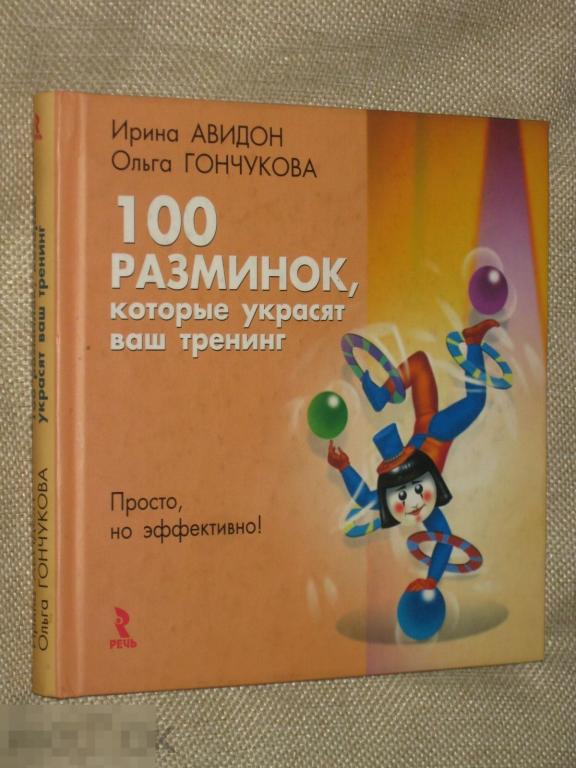 Ирина АВИДОН
Ольга ГОНЧУКОВА
100
РАЗМИНОК,
которые украсят
ваш тренинг
Просто,
но эффективно!
РЕЧЬ
Ольга ГОНЧУКОВА
украсят ваш тренинг